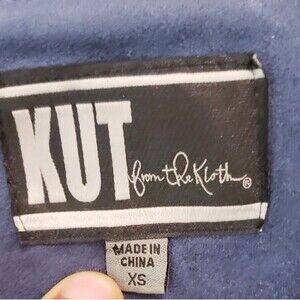 KUT from the Kloth®
MADE IN
CHINA
XS